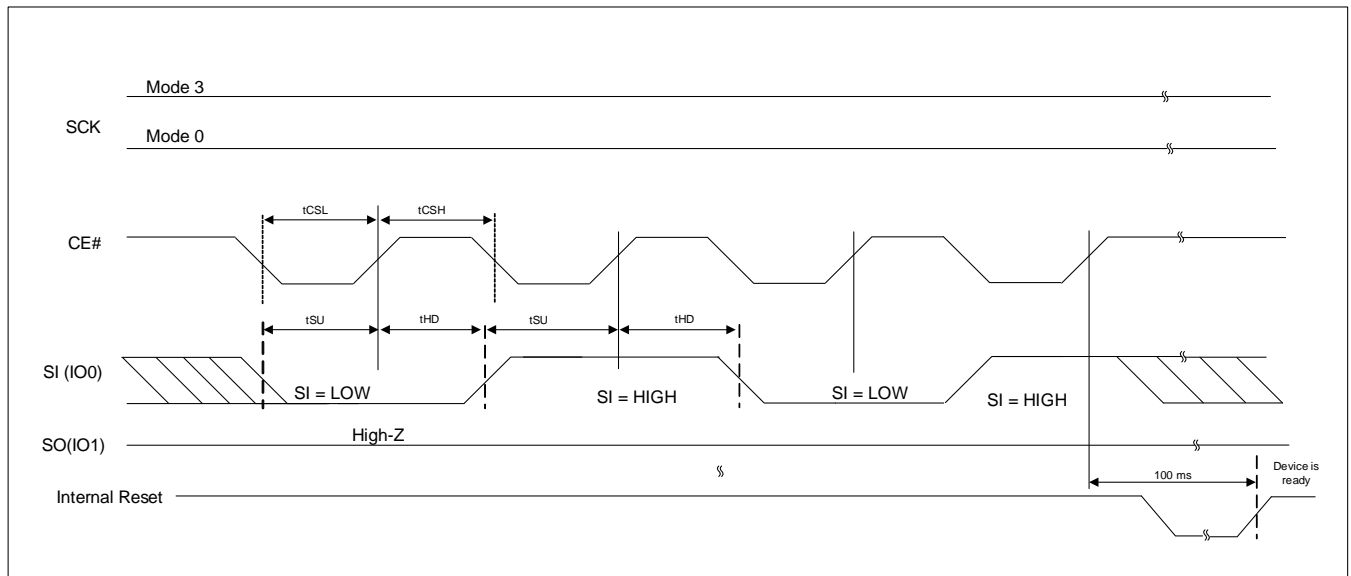 Mode 3
SCK
Mode 0
tCSL
tCSH
CE#
tSU
tHD
tSU
tHD
SI (IO0)
SI = LOW
SI = HIGH
SI = LOW
SI = HIGH
High-Z
SO(IO1)
100 ms
Device is
ready
Internal Reset